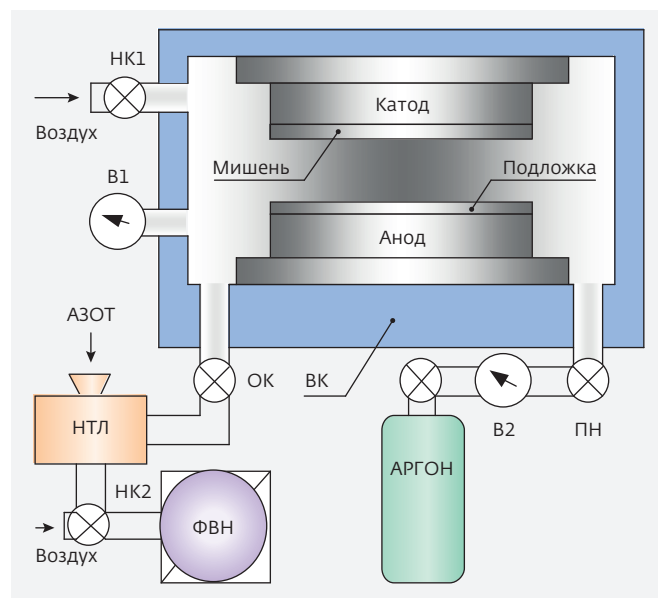 НК1
Воздух
Катод
Мишень
Подложка
В1
Анод
АЗОТ
ОК
ВК
НТЛ
В2
ПН
АРГОН
НК2
ФВН
Воздух